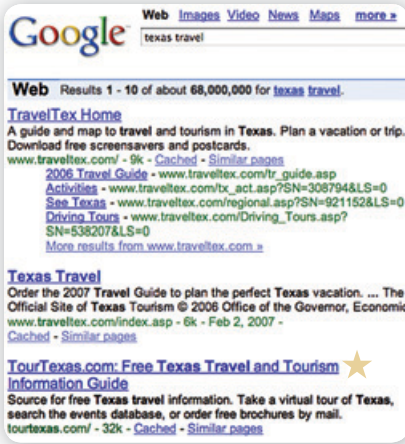 Google™
Web Images Video News Maps more »
texas travel
Web Results 1 - 10 of about 68,000,000 for texas travel.
TravelTex Home
A guide and map to travel and tourism in Texas. Plan a vacation or trip.
Download free screensavers and postcards.
www.traveltex.com/ - 9k - Cached - Similar pages
2006 Travel Guide - www.traveltex.com/tr_guide.asp
Activities - www.traveltex.com/tx_act.asp?SN=308794&LS=0
See Texas - www.traveltex.com/regional.asp?SN=921152&LS=0
Driving Tours - www.traveltex.com/Driving_Tours.asp?
SN=538207&LS=0
More results from www.traveltex.com »
Texas Travel
Order the 2007 Travel Guide to plan the perfect Texas vacation. .... The
Official Site of Texas Tourism © 2006 Office of the Governor, Economic
www.traveltex.com/index.asp - 6k - Feb 2, 2007 -
Cached - Similar pages
TourTexas.com: Free Texas Travel and Tourism
Information Guide
Source for free Texas travel information. Take a virtual tour of Texas,
search the events database, or order free brochures by mail.
tourtexas.com/ - 32k - Cached - Similar pages